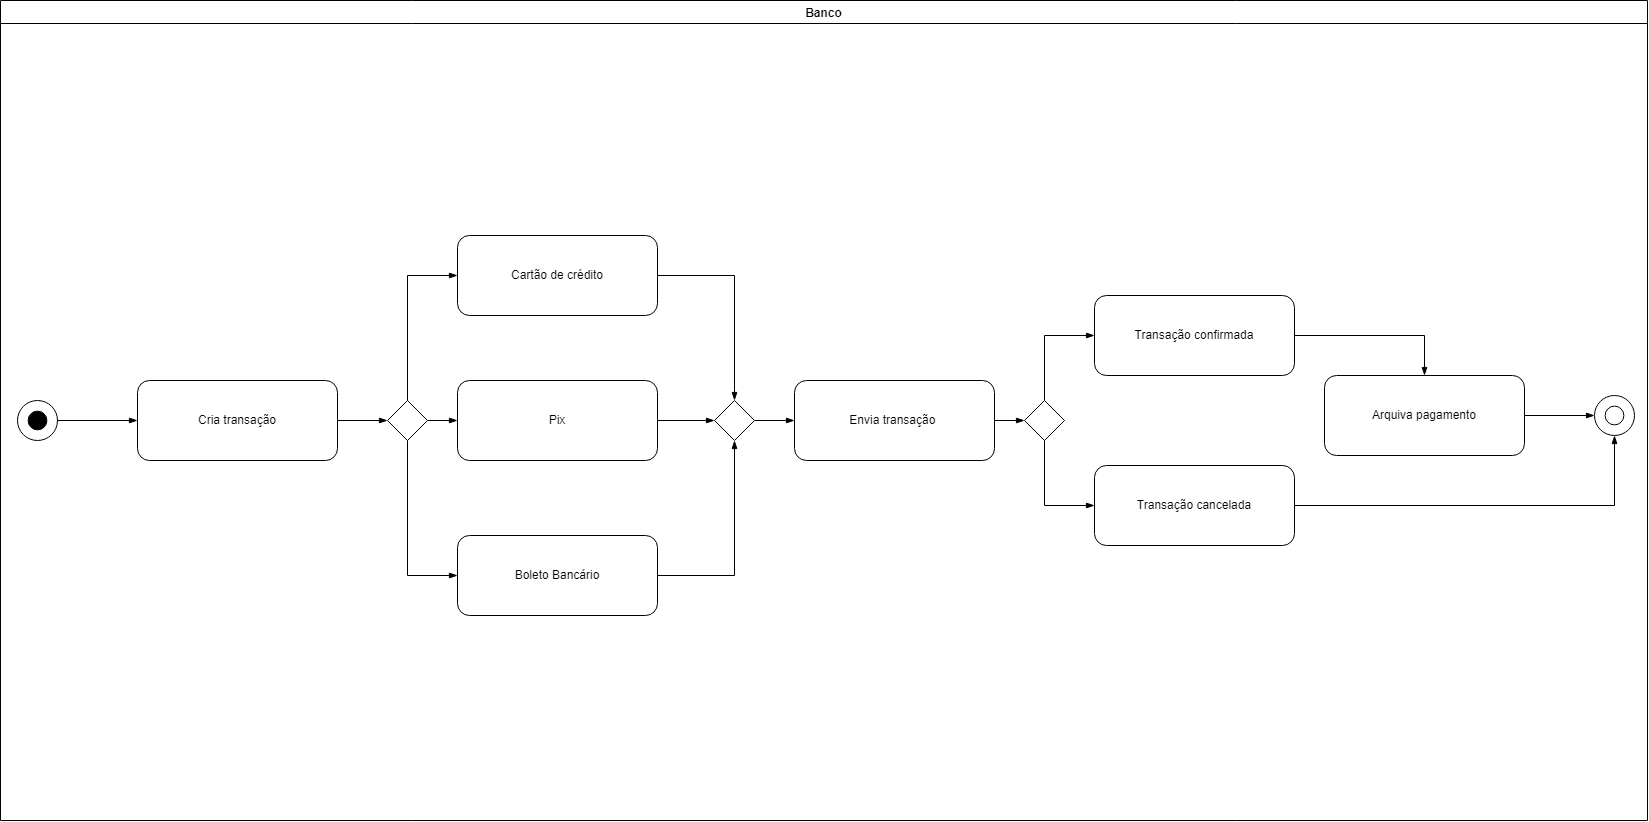 Banco
Cria transação
Cartão de crédito
Pix
Boleto Bancário
Envia transação
Transação confirmada
Transação cancelada
Arquiva pagamento